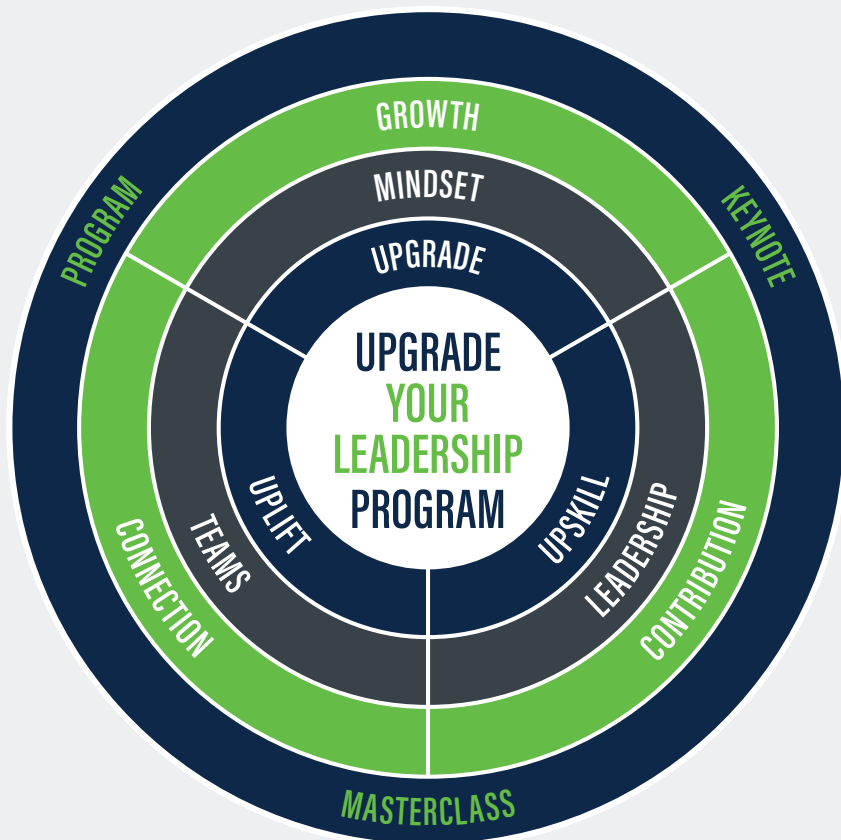 GROWTH
MINDSET
UPGRADE
PROGRAM
KEYNOTE
UPGRADE
YOUR
LEADERSHIP
PROGRAM
UPLIFT
UPSKILL
TEAMS
LEADERSHIP
CONNECTION
CONTRIBUTION
MASTERCLASS